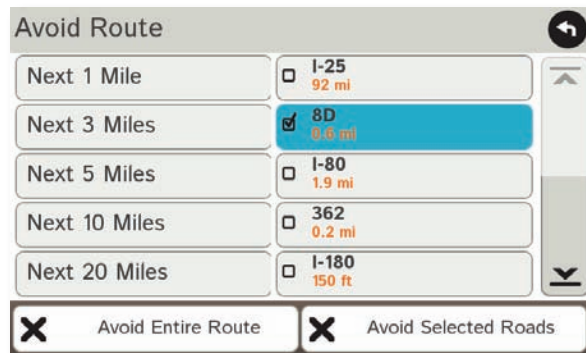 Avoid Route
Next 1 Mile
I-25
92 mi
Next 3 Miles
8D
8.6 mi
Next 5 Miles
I-80
1.9 mi
Next 10 Miles
362
0.2 mi
Next 20 Miles
I-180
150 ft
Avoid Entire Route
Avoid Selected Roads